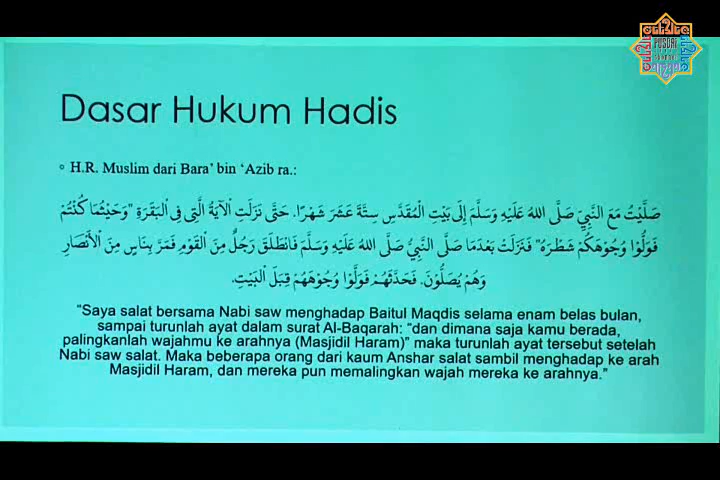 PUSDAI
Dasar Hukum Hadis
H.R. Muslim dari Bara' bin 'Azib ra.:
صَلَّيْتُ مَعَ النَّبِيِّ صَلَّى اللهُ عَلَيْهِ وَسَلَّمَ إِلَى بَيْتِ الْمُقَدَّسِ سِتَّةَ عَشَرَ شَهْرًا. حَتَّى نَزَلَتِ الْآيَةُ الَّتِي فِي الْبَقَرَةِ "وَحَيْثُمَا كُنْتُمْ
فَوَلُّوْا وُجُوْهَكُمْ شَطْرَهُ" فَنَزَلَتْ بَعْدَمَا صَلَّى النَّبِيُّ صَلَّى اللهُ عَلَيْهِ وَسَلَّمَ فَانْطَلَقَ رَجُلٌ مِنَ الْقَوْمِ فَمَرَّ بِنَاسٍ مِنَ الْأَنْصَارِ
وَهُمْ يُصَلُّوْنَ. فَحَدَّثَهُمْ فَوَلَّوْا وُجُوْهَهُمْ قِبَلَ الْبَيْتِ.
"Saya salat bersama Nabi saw menghadap Baitul Maqdis selama enam belas bulan,
sampai turunlah ayat dalam surat Al-Baqarah: "dan dimana saja kamu berada,
palingkanlah wajahmu ke arahnya (Masjidil Haram)" maka turunlah ayat tersebut setelah
Nabi saw salat. Maka beberapa orang dari kaum Anshar salat sambil menghadap ke arah
Masjidil Haram, dan mereka pun memalingkan wajah mereka ke arahnya."